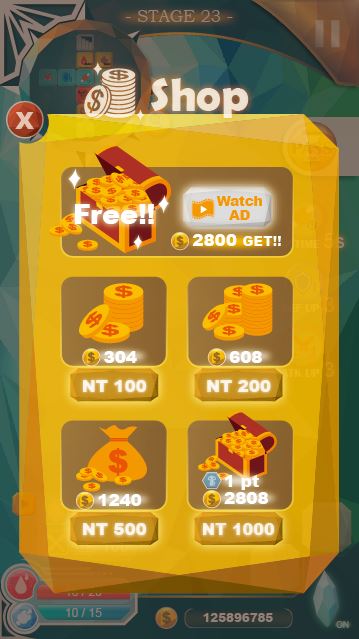 - STAGE 23 -
Shop
X
Free!!
Watch
AD
2800 GET!!
304
608
NT 100
NT 200
1 pt
1240
2808
NT 500
NT 1000
10 / 15
125896785
GN